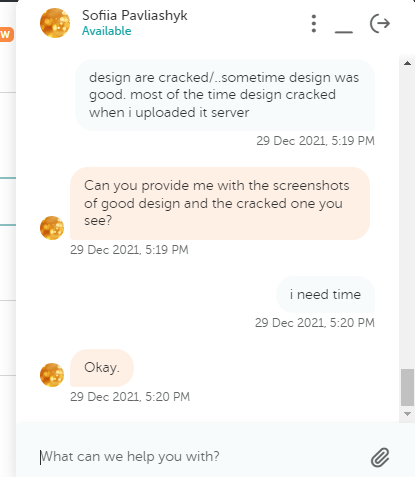 Sofiia Pavliashyk
Available
W
design are cracked/..sometime design was
good. most of the time design cracked
when i uploaded it server
29 Dec 2021, 5:19 PM
Can you provide me with the screenshots
of good design and the cracked one you
see?
29 Dec 2021, 5:19 PM
i need time
29 Dec 2021, 5:20 PM
Okay.
29 Dec 2021, 5:20 PM
What can we help you with?